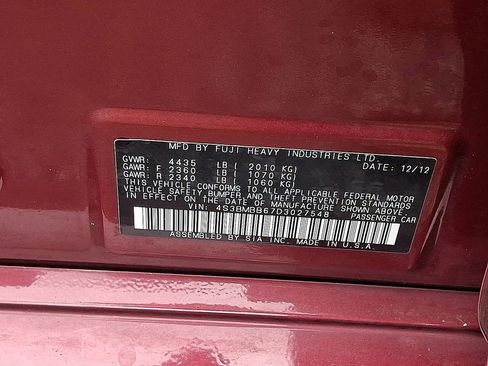 MFD BY FUJI HEAVY INDUSTRIES LTD. 12/12
GVWR: 4435 LB ( 2010 KG)
GAWR: F 2360 LB ( 1070 KG)
GAWR: R 2340 LB ( 1060 KG)
THIS VEHICLE CONFORMS TO ALL APPLICABLE FEDERAL MOTOR
VEHICLE SAFETY, BUMPER, AND THEFT PREVENTION STANDARDS
IN EFFECT ON THE DATE OF MANUFACTURE SHOWN ABOVE.
VIN: 4S3BMBB67D3027548 PASSENGER CAR
ASSEMBLED BY SIA INC. MADE IN U.S.A.